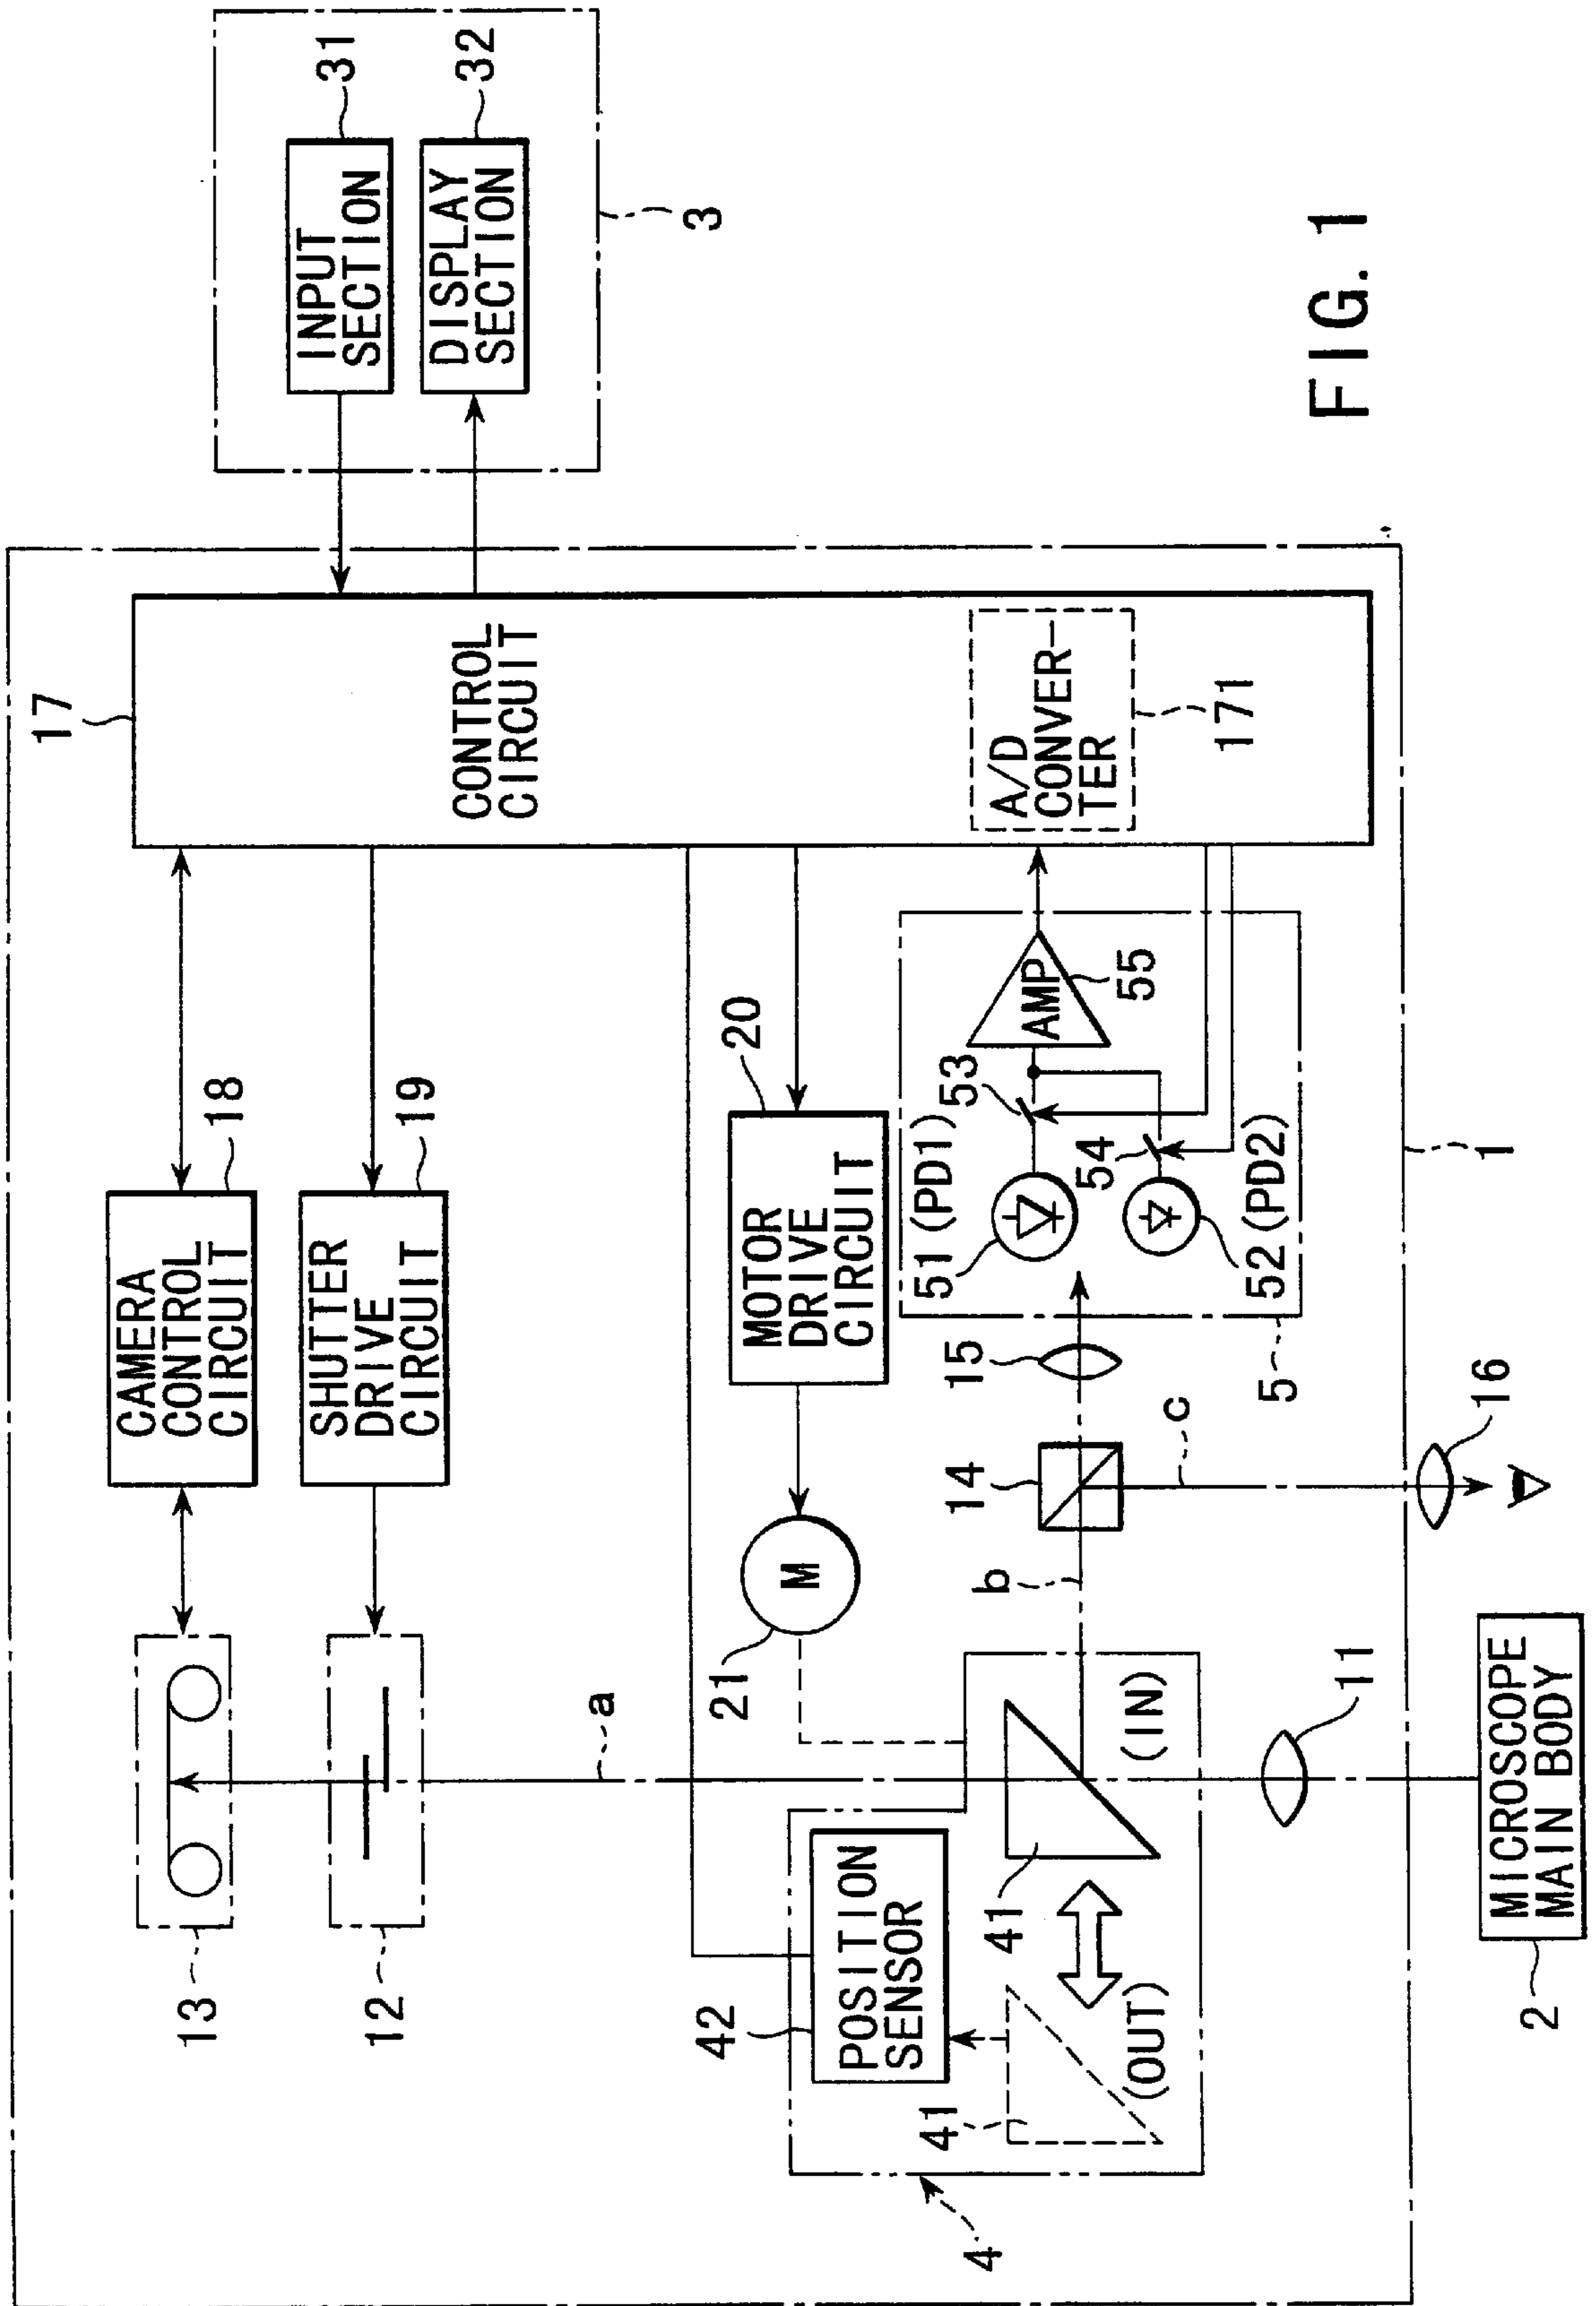 17
CONTROL
CIRCUIT
A/D
CONVER-
TER
171
INPUT
SECTION
31
DISPLAY
SECTION
32
3
CAMERA
CONTROL
CIRCUIT
18
SHUTTER
DRIVE
CIRCUIT
19
MOTOR
DRIVE
CIRCUIT
20
M
21
13
12
a
POSITION
SENSOR
42
41
41
(IN)
(OUT)
4
b
14
c
15
16
51 (PD1)
52 (PD2)
53
54
AMP
55
5
1
11
MICROSCOPE
MAIN BODY
2
FIG. 1